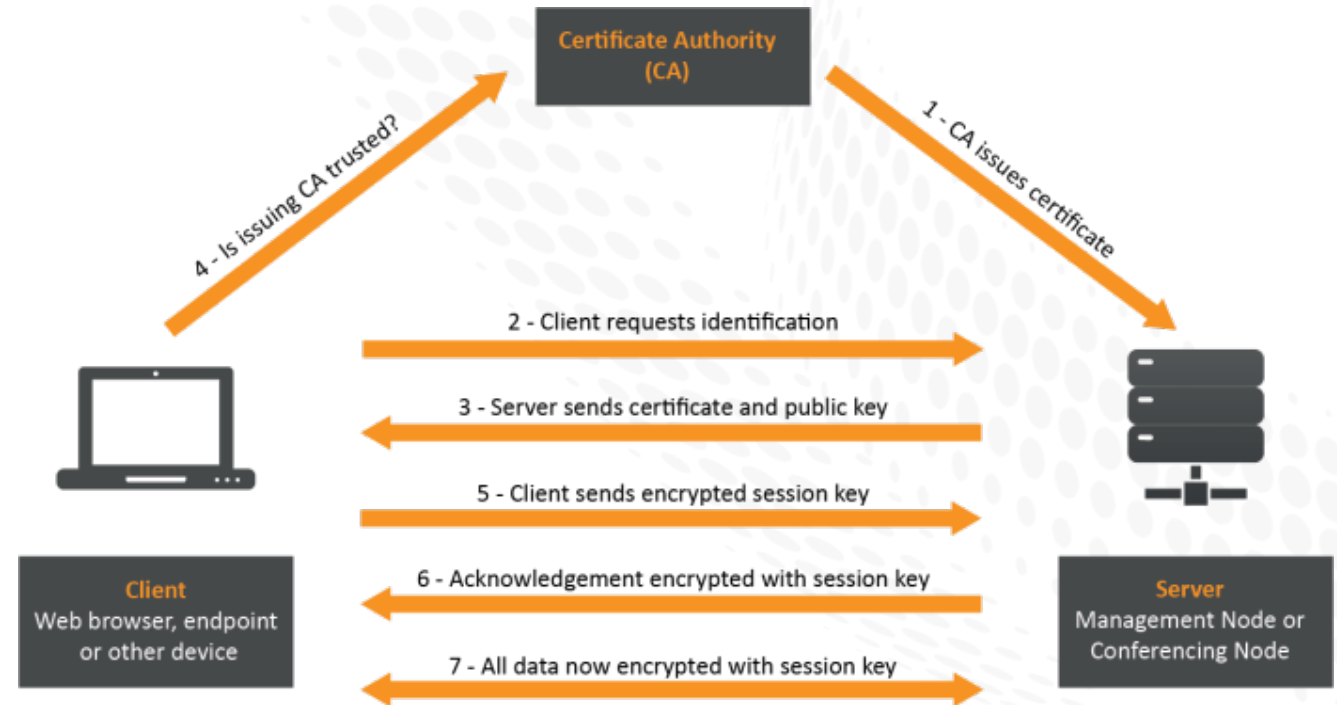 Certificate Authority
(CA)
1 - CA issues certificate
4 - Is issuing CA trusted?
2 - Client requests identification
3 - Server sends certificate and public key
5 - Client sends encrypted session key
6 - Acknowledgement encrypted with session key
7 - All data now encrypted with session key
Client
Web browser, endpoint
or other device
Server
Management Node or
Conferencing Node